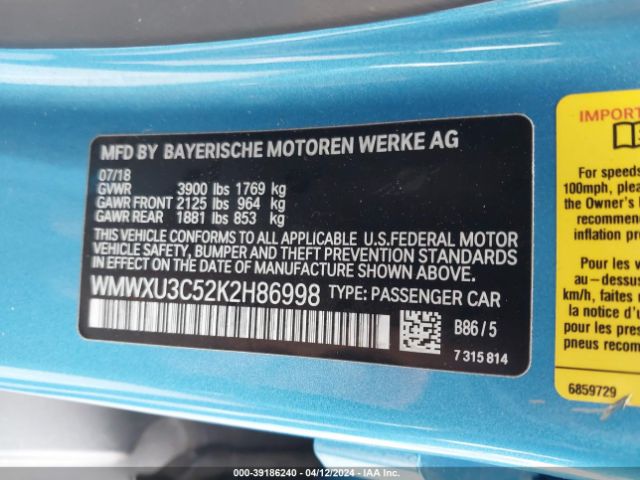 MFD BY BAYERISCHE MOTOREN WERKE AG
07/18
GVWR 3900 lbs 1769 kg
GAWR FRONT 2125 lbs 964 kg
GAWR REAR 1881 lbs 853 kg
THIS VEHICLE CONFORMS TO ALL APPLICABLE U.S.FEDERAL MOTOR
VEHICLE SAFETY, BUMPER AND THEFT PREVENTION STANDARDS
IN EFFECT ON THE DATE OF MANUFACTURE SHOWN ABOVE.
WMWXU3C52K2H86998 TYPE: PASSENGER CAR
B86/5
7 315 814
For speeds
100mph, please
the Owner's
recommen
inflation pre
Pour les v
au-dessus
km/h, faites
la notice d'u
pour les pres
pneus recom
6859729
000-39186240 - 04/12/2024 - IAA Inc.